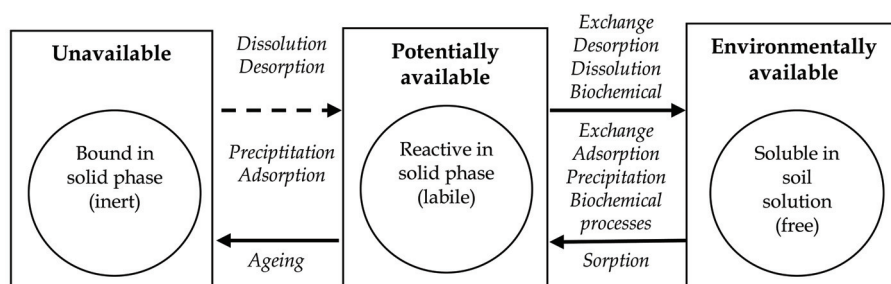 Unavailable
Bound in
solid phase
(inert)
Dissolution
Desorption
Preciptitation
Adsorption
Ageing
Potentially
available
Reactive in
solid phase
(labile)
Exchange
Desorption
Dissolution
Biochemical
Exchange
Adsorption
Precipitation
Biochemical
processes
Sorption
Environmentally
available
Soluble in
soil
solution
(free)